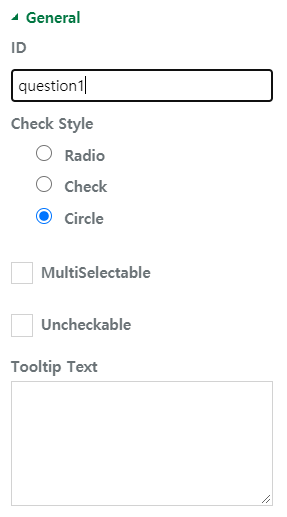 General
ID
question1
Check Style
Radio
Check
Circle
MultiSelectable
Uncheckable
Tooltip Text